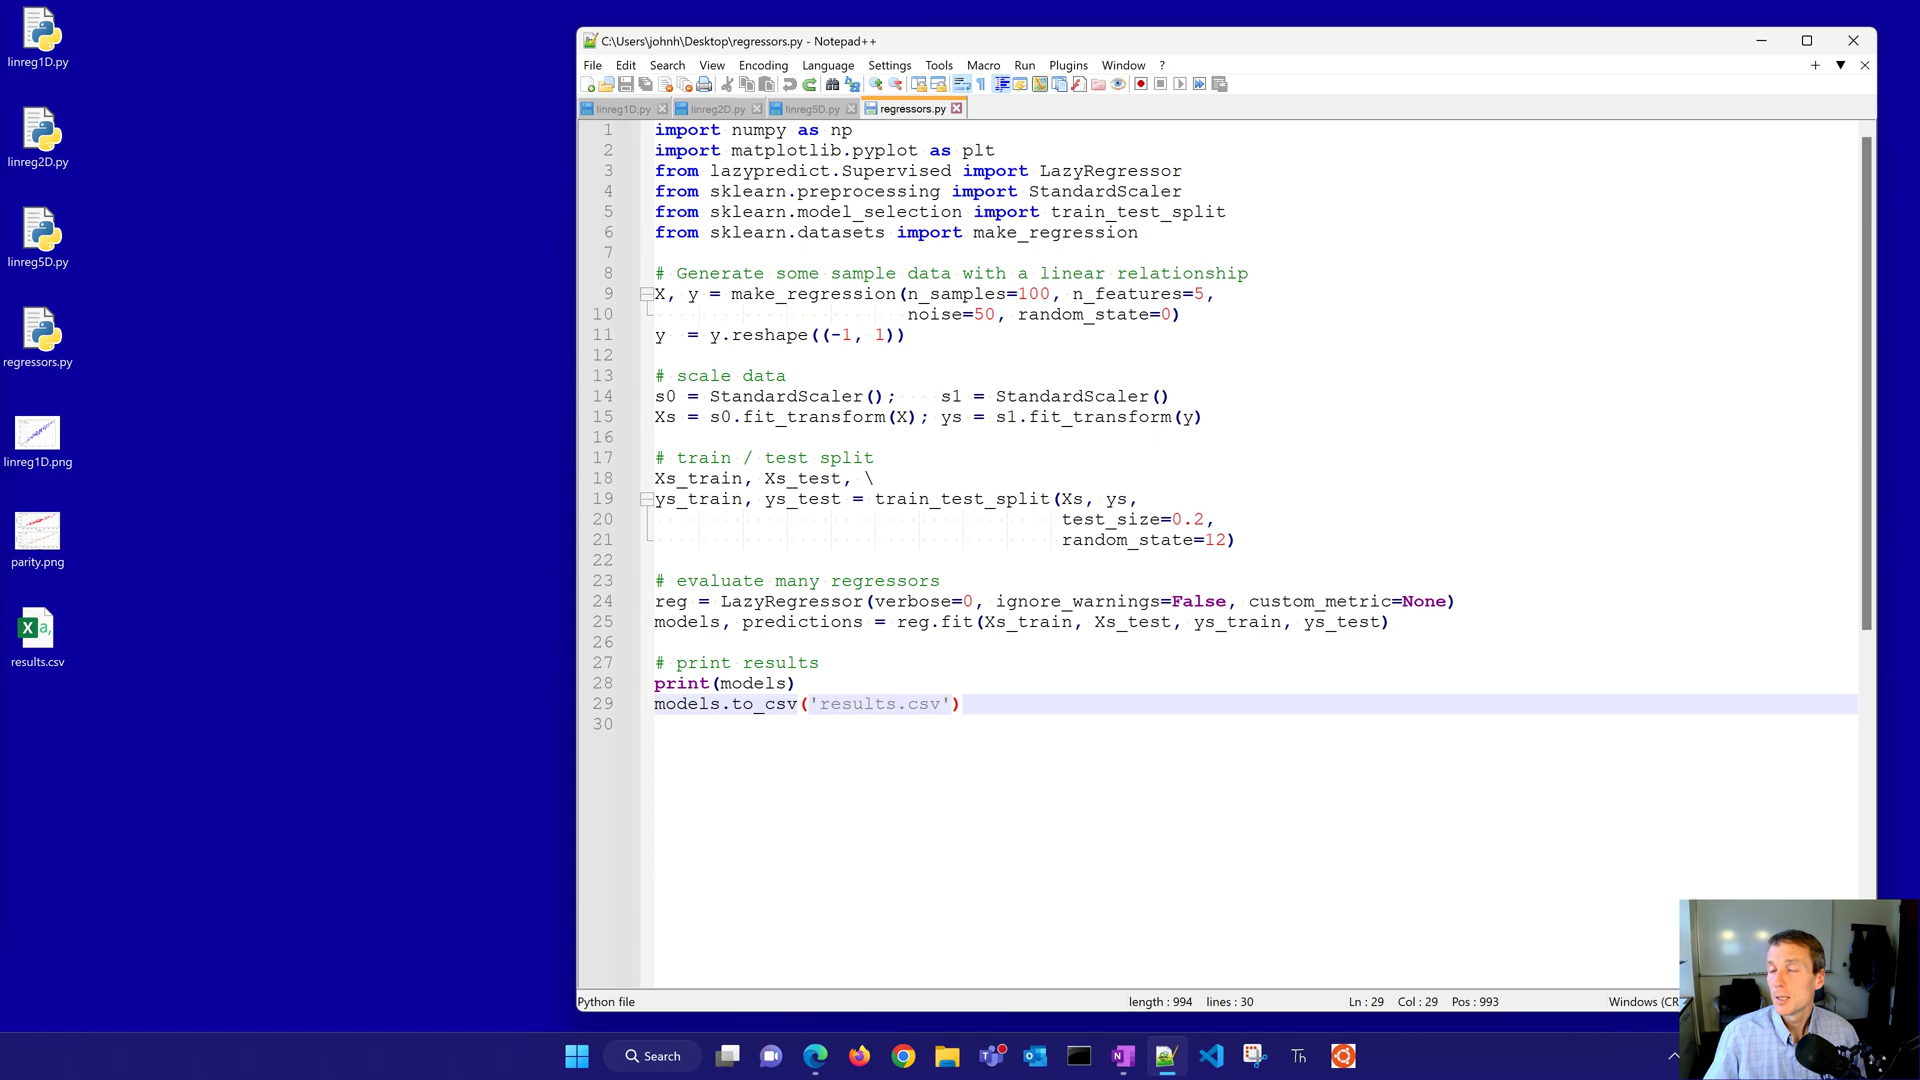 linreg1D.py
linreg2D.py
linreg5D.py
regressors.py
linreg1D.png
parity.png
results.csv
C:\Users\johnh\Desktop\regressors.py - Notepad++
File Edit Search View Encoding Language Settings Tools Macro Run Plugins Window ?
linreg1D.py linreg2D.py linreg5D.py regressors.py
1 import numpy as np
2 import matplotlib.pyplot as plt
3 from lazypredict.Supervised import LazyRegressor
4 from sklearn.preprocessing import StandardScaler
5 from sklearn.model_selection import train_test_split
6 from sklearn.datasets import make_regression
7
8 # Generate some sample data with a linear relationship
9 X, y = make_regression(n_samples=100, n_features=5,
10 noise=50, random_state=0)
11 y = y.reshape((-1, 1))
12
13 # scale data
14 s0 = StandardScaler(); s1 = StandardScaler()
15 Xs = s0.fit_transform(X); ys = s1.fit_transform(y)
16
17 # train / test split
18 Xs_train, Xs_test, \
19 ys_train, ys_test = train_test_split(Xs, ys,
20 test_size=0.2,
21 random_state=12)
22
23 # evaluate many regressors
24 reg = LazyRegressor(verbose=0, ignore_warnings=False, custom_metric=None)
25 models, predictions = reg.fit(Xs_train, Xs_test, ys_train, ys_test)
26
27 # print results
28 print(models)
29 models.to_csv('results.csv')
30
Python file length : 994 lines : 30 Ln : 29 Col : 29 Pos : 993 Windows (CR
Search
Th